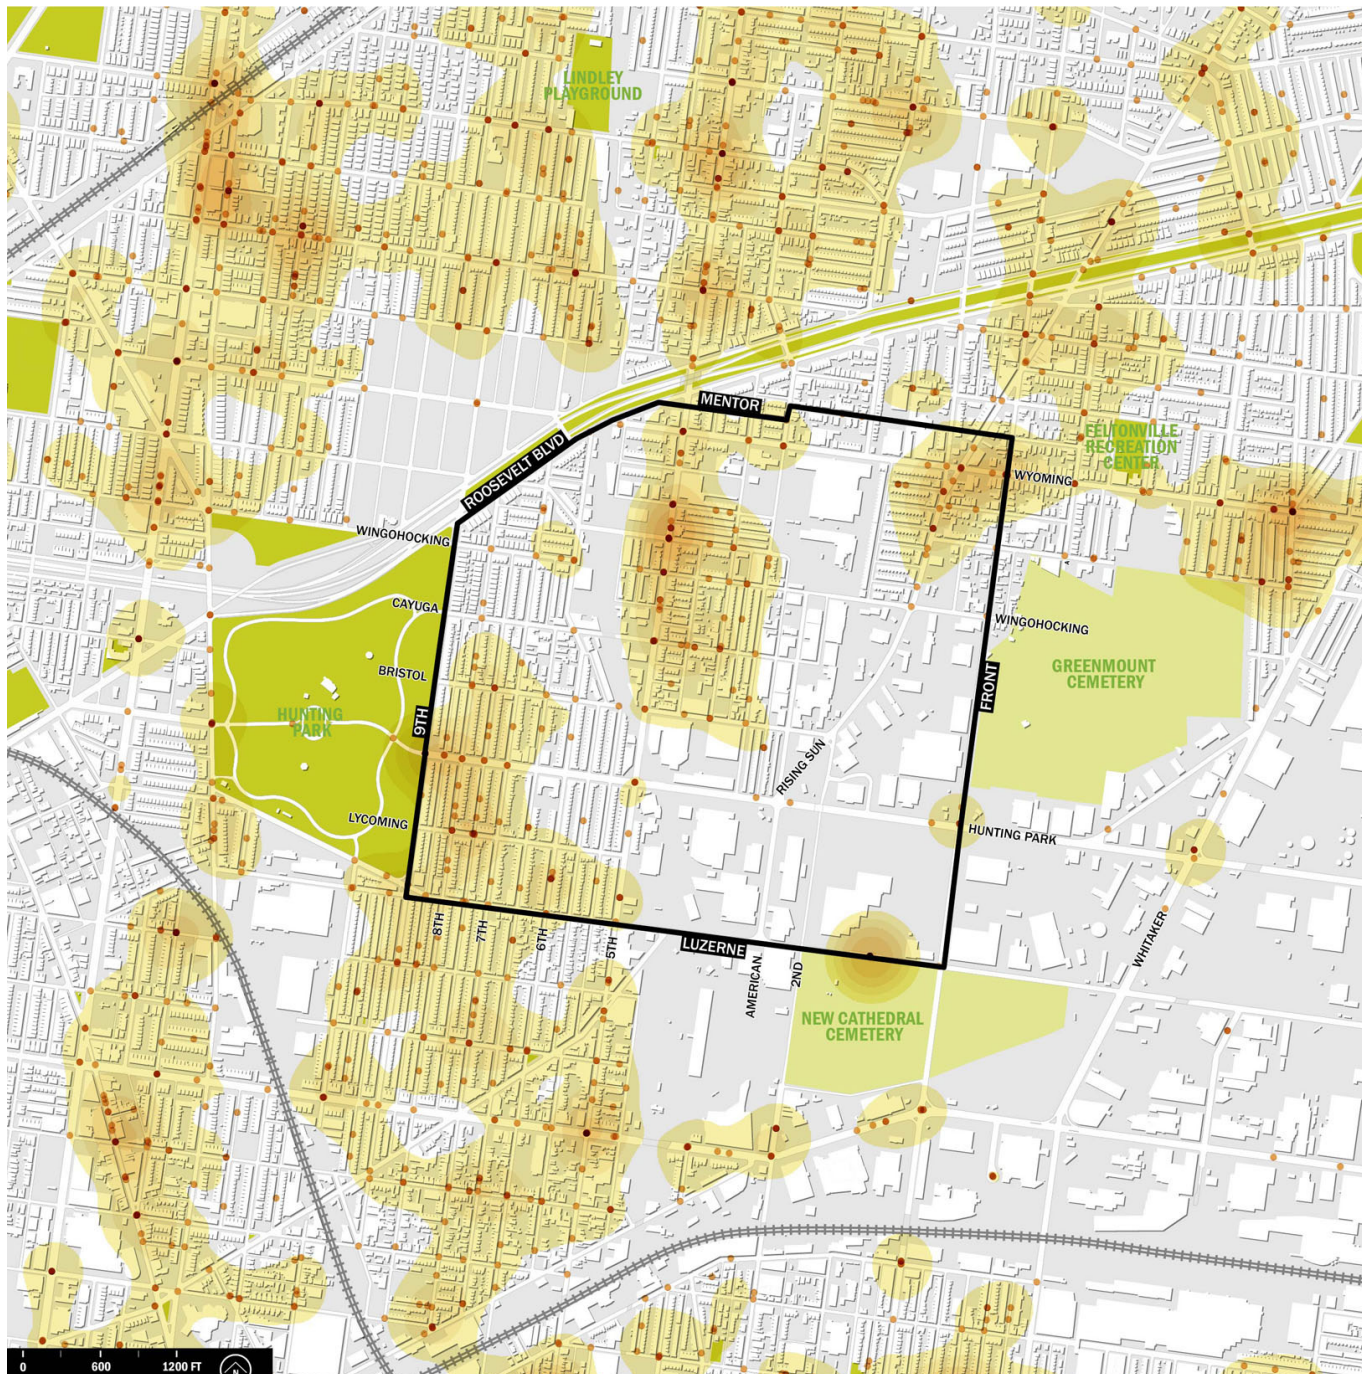 LINDLEY
PLAYGROUND
MENTOR
ROOSEVELT BLVD
FELTONVILLE
RECREATION
CENTER
WYOMING
WINGOHOCKING
CAYUGA
WINGOHOCKING
BRISTOL
GREENMOUNT
CEMETERY
FRONT
9TH
HUNTING
PARK
RISING SUN
LYCOMING
HUNTING PARK
8TH
7TH
6TH
5TH
LUZERNE
WHITAKER
AMERICAN
2ND
NEW CATHEDRAL
CEMETERY
0 600 1200 FT
N